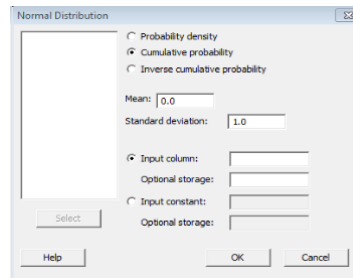 Normal Distribution
Probability density
Cumulative probability
Inverse cumulative probability
Mean: 0.0
Standard deviation: 1.0
Input column:
Optional storage:
Input constant:
Optional storage:
Select
Help OK Cancel